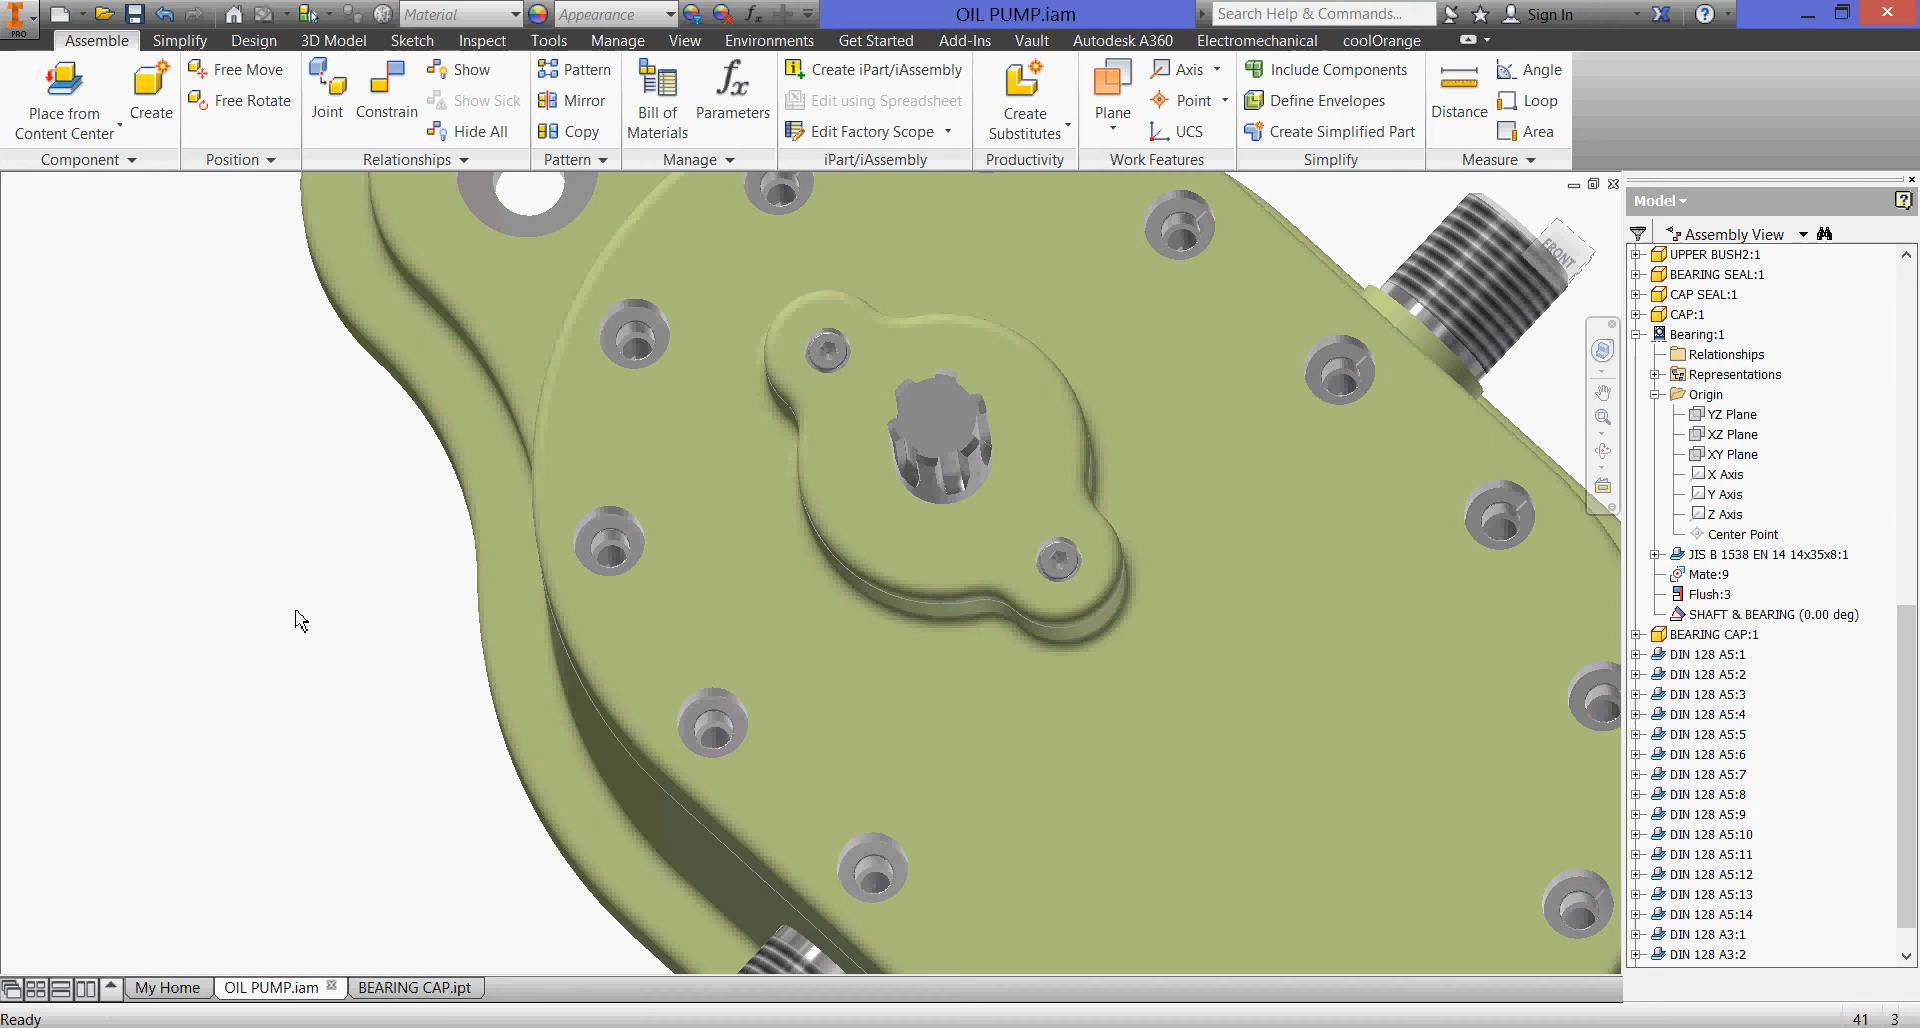 PRO
Material
Appearance
fx
OIL PUMP.iam
Search Help & Commands...
Sign In
Assemble Simplify Design 3D Model Sketch Inspect Tools Manage View Environments Get Started Add-Ins Vault Autodesk A360 Electromechanical coolOrange
Place from
Content Center
Create
Component
Free Move
Free Rotate
Position
Joint
Constrain
Show
Show Sick
Hide All
Relationships
Pattern
Mirror
Copy
Pattern
Bill of
Materials
fx
Parameters
Manage
Create iPart/iAssembly
Edit using Spreadsheet
Edit Factory Scope
iPart/iAssembly
Create
Substitutes
Productivity
Plane
Axis
Point
UCS
Work Features
Include Components
Define Envelopes
Create Simplified Part
Simplify
Distance
Angle
Loop
Area
Measure
FRONT
Model
Assembly View
UPPER BUSH2:1
BEARING SEAL:1
CAP SEAL:1
CAP:1
Bearing:1
Relationships
Representations
Origin
YZ Plane
XZ Plane
XY Plane
X Axis
Y Axis
Z Axis
Center Point
JIS B 1538 EN 14 14x35x8:1
Mate:9
Flush:3
SHAFT & BEARING (0.00 deg)
BEARING CAP:1
DIN 128 A5:1
DIN 128 A5:2
DIN 128 A5:3
DIN 128 A5:4
DIN 128 A5:5
DIN 128 A5:6
DIN 128 A5:7
DIN 128 A5:8
DIN 128 A5:9
DIN 128 A5:10
DIN 128 A5:11
DIN 128 A5:12
DIN 128 A5:13
DIN 128 A5:14
DIN 128 A3:1
DIN 128 A3:2
My Home
OIL PUMP.iam
BEARING CAP.ipt
Ready
41 3